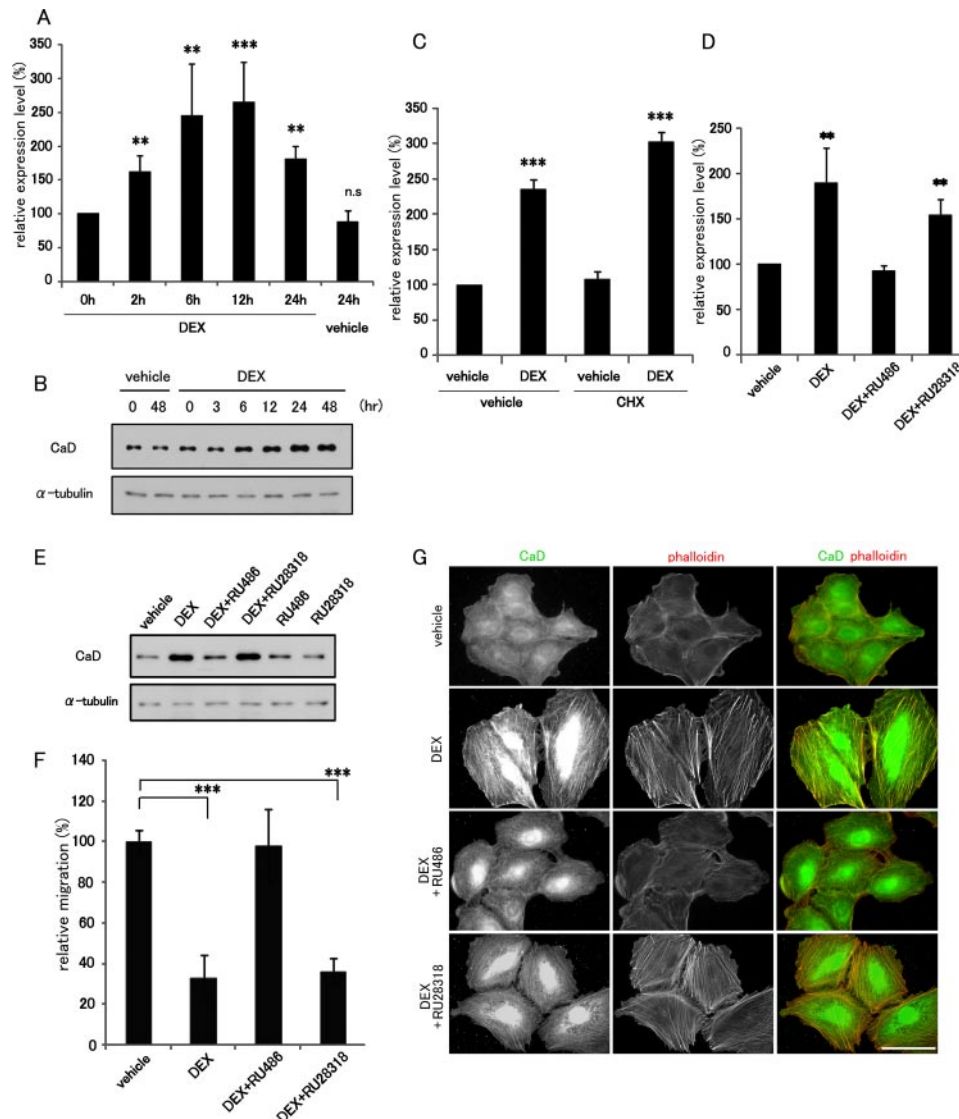 A
relative expression level (%)
350
300
250
200
150
100
50
0
**
**
***
**
n.s
0h 2h 6h 12h 24h 24h
DEX vehicle
B
vehicle DEX
0 48 0 3 6 12 24 48 (hr)
CaD
α-tubulin
C
relative expression level (%)
350
300
250
200
150
100
50
0
***
***
vehicle DEX vehicle DEX
vehicle CHX
D
relative expression level (%)
250
200
150
100
50
0
**
**
vehicle DEX DEX+RU486 DEX+RU28318
E
vehicle DEX DEX+RU486 DEX+RU28318 RU486 RU28318
CaD
α-tubulin
F
relative migration (%)
140
120
100
80
60
40
20
0
***
***
vehicle DEX DEX+RU486 DEX+RU28318
G
CaD phalloidin CaD phalloidin
vehicle
DEX
DEX
+RU486
DEX
+RU28318